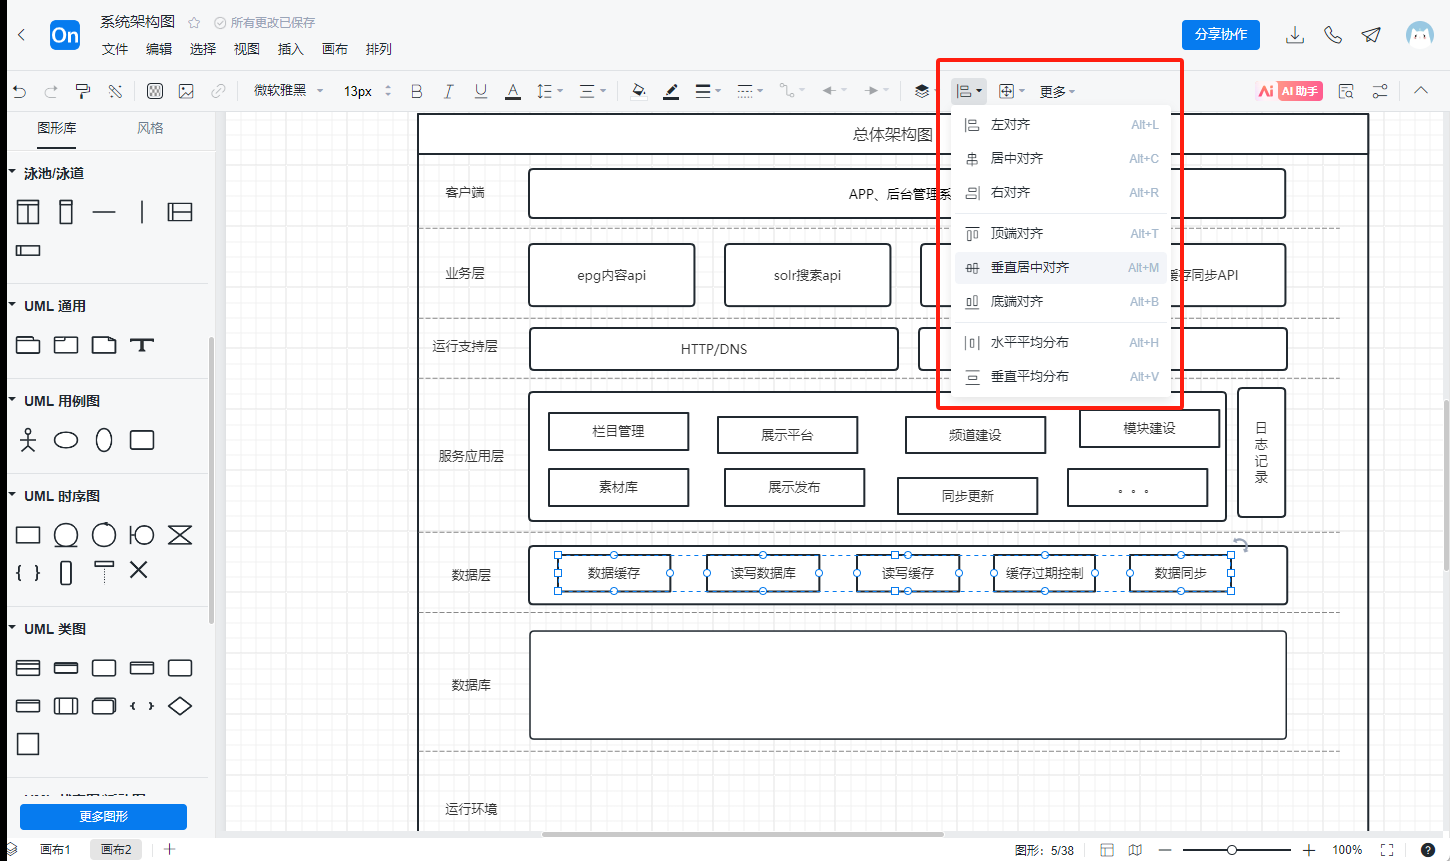 On
系统架构图
所有更改已保存
文件 编辑 选择 视图 插入 画布 排列
分享协作
微软雅黑 13px B I U A 更多 Ai AI 助手
图形库 风格
泳池/泳道
UML 通用
UML 用例图
UML 时序图
UML 类图
更多图形
左对齐 Alt+L
居中对齐 Alt+C
右对齐 Alt+R
顶端对齐 Alt+T
垂直居中对齐 Alt+M
底端对齐 Alt+B
水平平均分布 Alt+H
垂直平均分布 Alt+V
总体架构图
客户端 APP、后台管理系
业务层 epg内容api solr搜索api 存同步API
运行支持层 HTTP/DNS
服务应用层
栏目管理 展示平台 频道建设 模块建设
素材库 展示发布 同步更新 。。。
日
志
记
录
数据层 数据缓存 读写数据库 读写缓存 缓存过期控制 数据同步
数据库
运行环境
画布1 画布2 图形：5/38 100%